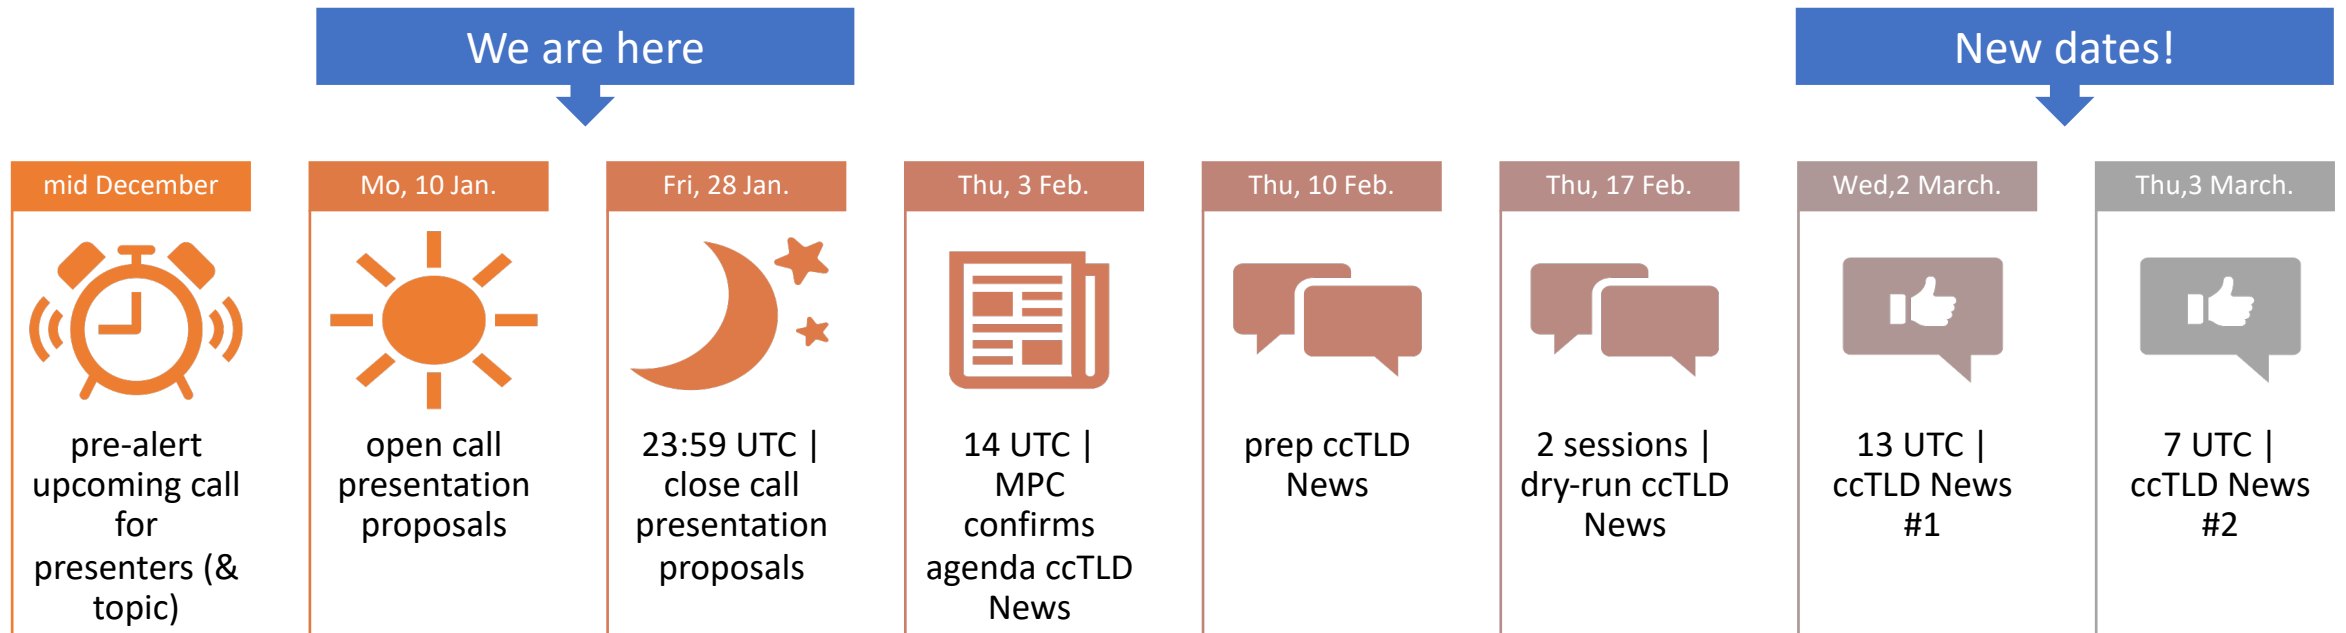 We are here
New dates!
mid December
pre-alert
upcoming call
for
presenters (&
topic)
Mo, 10 Jan.
open call
presentation
proposals
Fri, 28 Jan.
23:59 UTC |
close call
presentation
proposals
Thu, 3 Feb.
14 UTC |
MPC
confirms
agenda ccTLD
News
Thu, 10 Feb.
prep ccTLD
News
Thu, 17 Feb.
2 sessions |
dry-run ccTLD
News
Wed,2 March.
13 UTC |
ccTLD News
#1
Thu,3 March.
7 UTC |
ccTLD News
#2